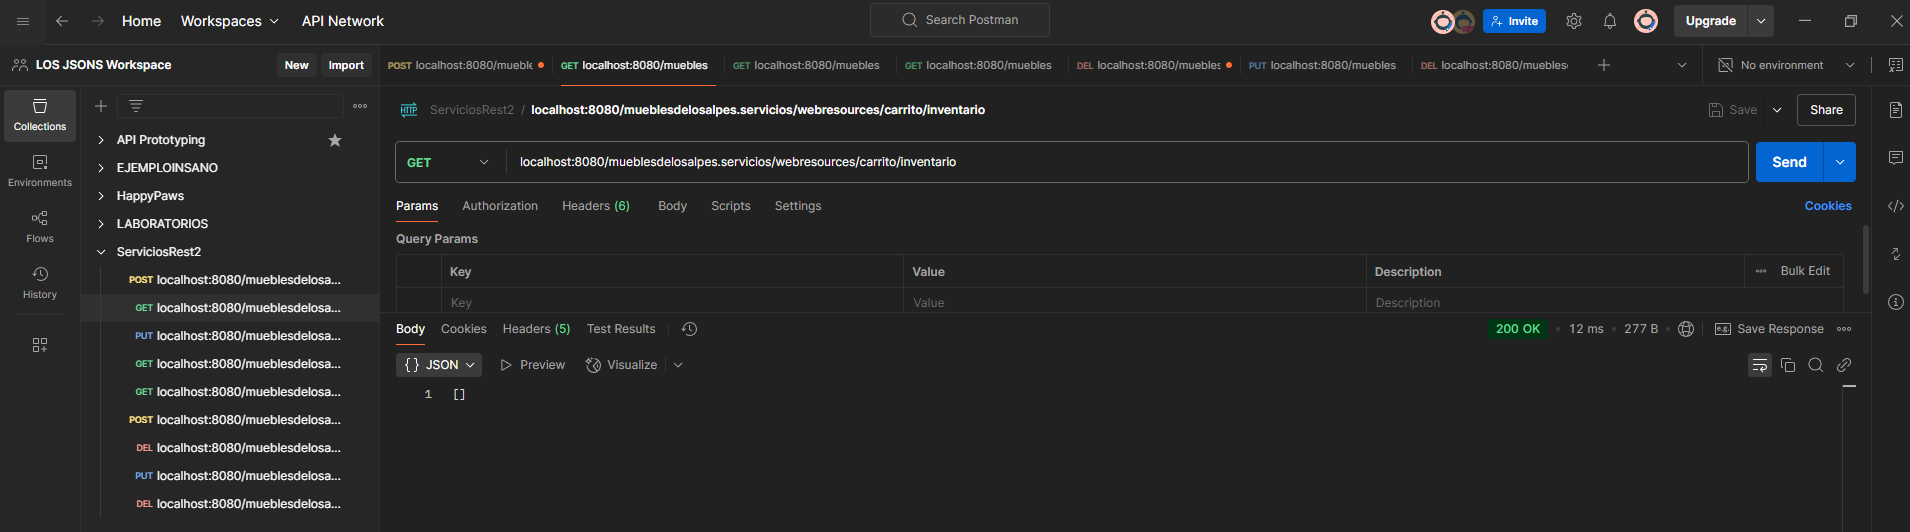 Home Workspaces API Network Search Postman Invite Upgrade
LOS JSONS Workspace New Import
POST localhost:8080/mueble GET localhost:8080/muebles GET localhost:8080/muebles GET localhost:8080/muebles DEL localhost:8080/muebles PUT localhost:8080/muebles DEL localhost:8080/muebles No environment
Collections
Environments
Flows
History
API Prototyping
EJEMPLOINSANO
HappyPaws
LABORATORIOS
ServiciosRest2
POST localhost:8080/mueblesdelosa...
GET localhost:8080/mueblesdelosa...
PUT localhost:8080/mueblesdelosa...
GET localhost:8080/mueblesdelosa...
GET localhost:8080/mueblesdelosa...
POST localhost:8080/mueblesdelosa...
DEL localhost:8080/mueblesdelosa...
PUT localhost:8080/mueblesdelosa...
DEL localhost:8080/mueblesdelosa...
HTTP ServiciosRest2 / localhost:8080/mueblesdelosalpes.servicios/webresources/carrito/inventario Save Share
GET localhost:8080/mueblesdelosalpes.servicios/webresources/carrito/inventario Send
Params Authorization Headers (6) Body Scripts Settings Cookies
Query Params
Key Value Description Bulk Edit
Key Value Description
Body Cookies Headers (5) Test Results 200 OK • 12 ms • 277 B • e.g. Save Response
{} JSON Preview Visualize
1 []